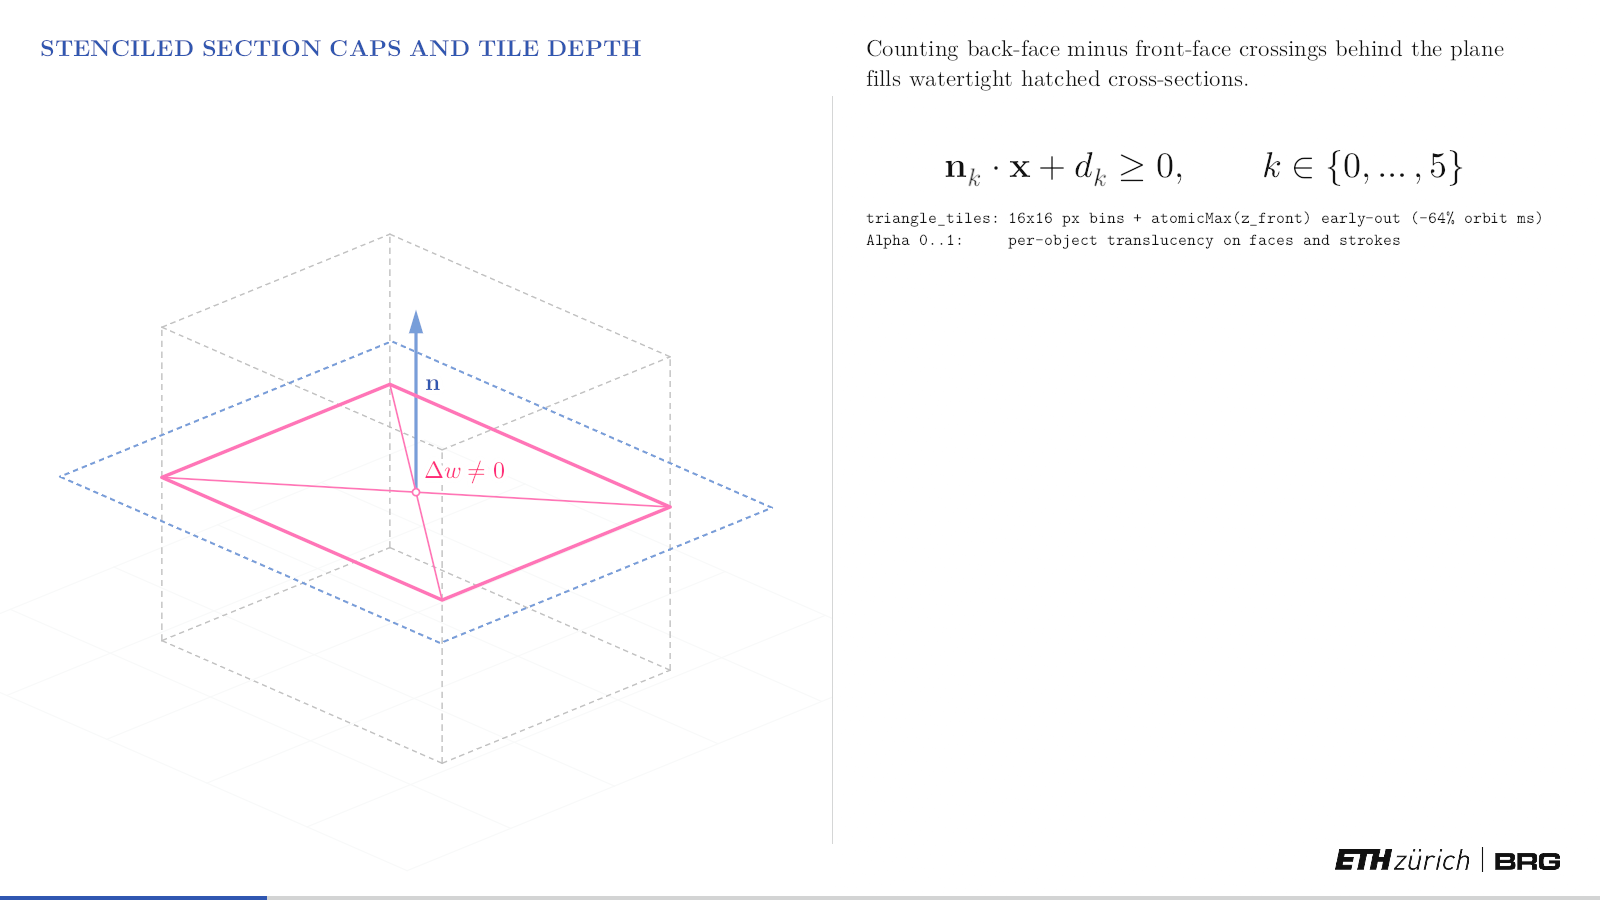 STENCILED SECTION CAPS AND TILE DEPTH
Counting back-face minus front-face crossings behind the plane
fills watertight hatched cross-sections.
n_k · x + d_k ≥ 0, k ∈ {0, ... , 5}
triangle_tiles: 16x16 px bins + atomicMax(z_front) early-out (-64% orbit ms)
Alpha 0..1: per-object translucency on faces and strokes
n
Δw ≠ 0
ETH zürich | BRG